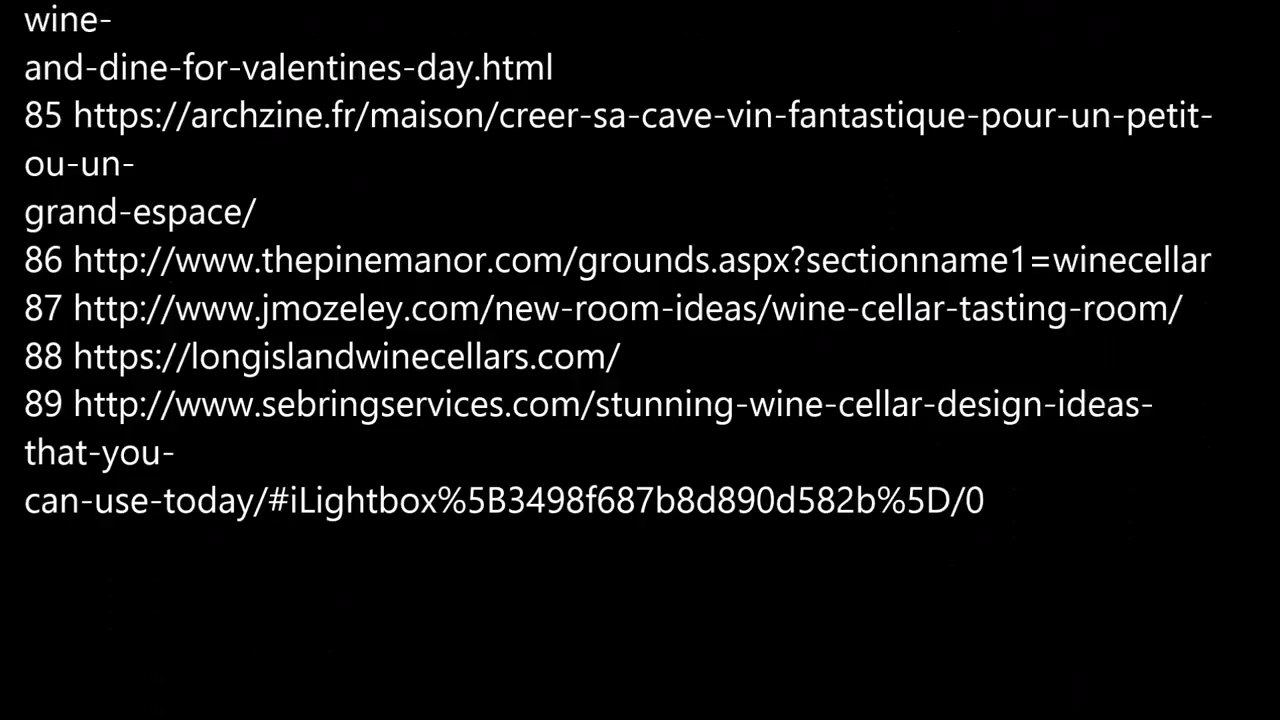 wine-
and-dine-for-valentines-day.html
85 https://archzine.fr/maison/creer-sa-cave-vin-fantastique-pour-un-petit-
ou-un-
grand-espace/
86 http://www.thepinemanor.com/grounds.aspx?sectionname1=winecellar
87 http://www.jmozeley.com/new-room-ideas/wine-cellar-tasting-room/
88 https://longislandwinecellars.com/
89 http://www.sebringservices.com/stunning-wine-cellar-design-ideas-
that-you-
can-use-today/#iLightbox%5B3498f687b8d890d582b%5D/0